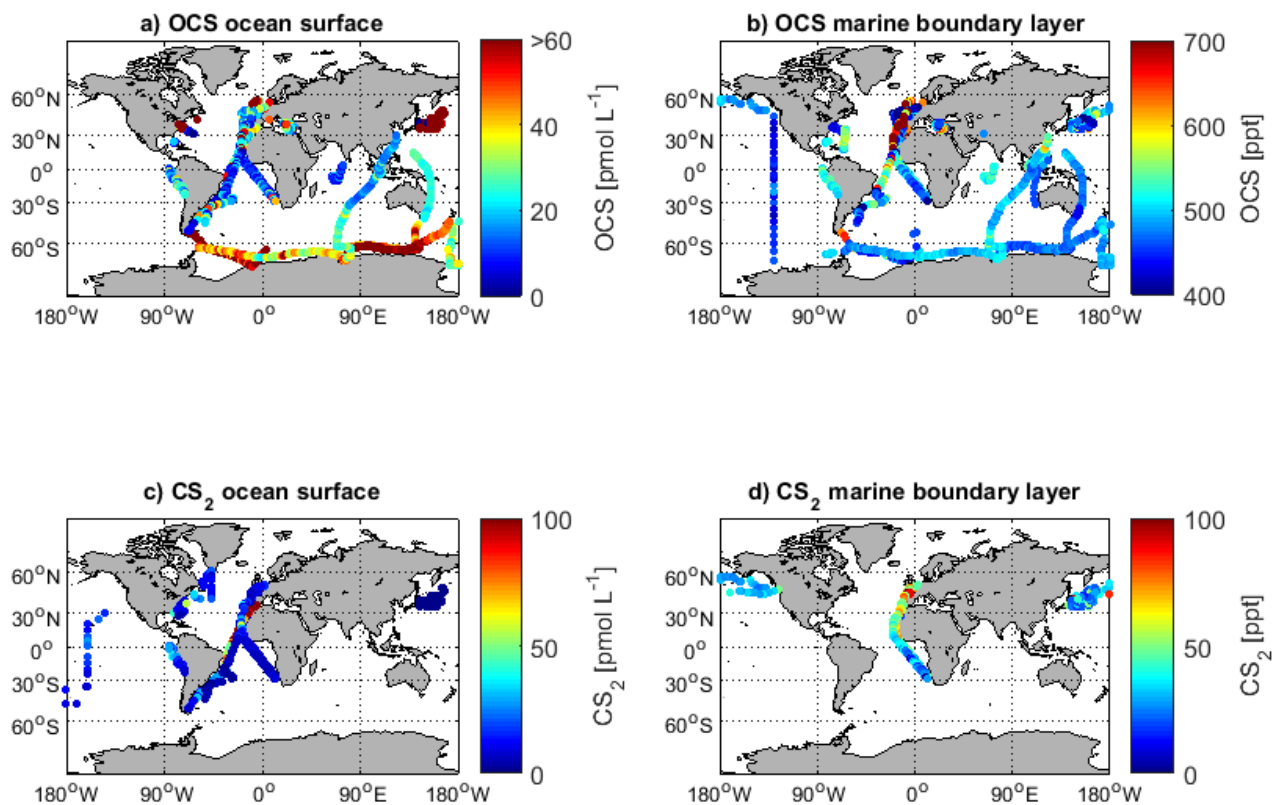 a) OCS ocean surface
>60
40
20
0
OCS [pmol L⁻¹]
60°N
30°N
0°
30°S
60°S
180°W 90°W 0° 90°E 180°W
b) OCS marine boundary layer
700
600
500
400
OCS [ppt]
60°N
30°N
0°
30°S
60°S
180°W 90°W 0° 90°E 180°W
c) CS₂ ocean surface
100
50
0
CS₂ [pmol L⁻¹]
60°N
30°N
0°
30°S
60°S
180°W 90°W 0° 90°E 180°W
d) CS₂ marine boundary layer
100
50
0
CS₂ [ppt]
60°N
30°N
0°
30°S
60°S
180°W 90°W 0° 90°E 180°W